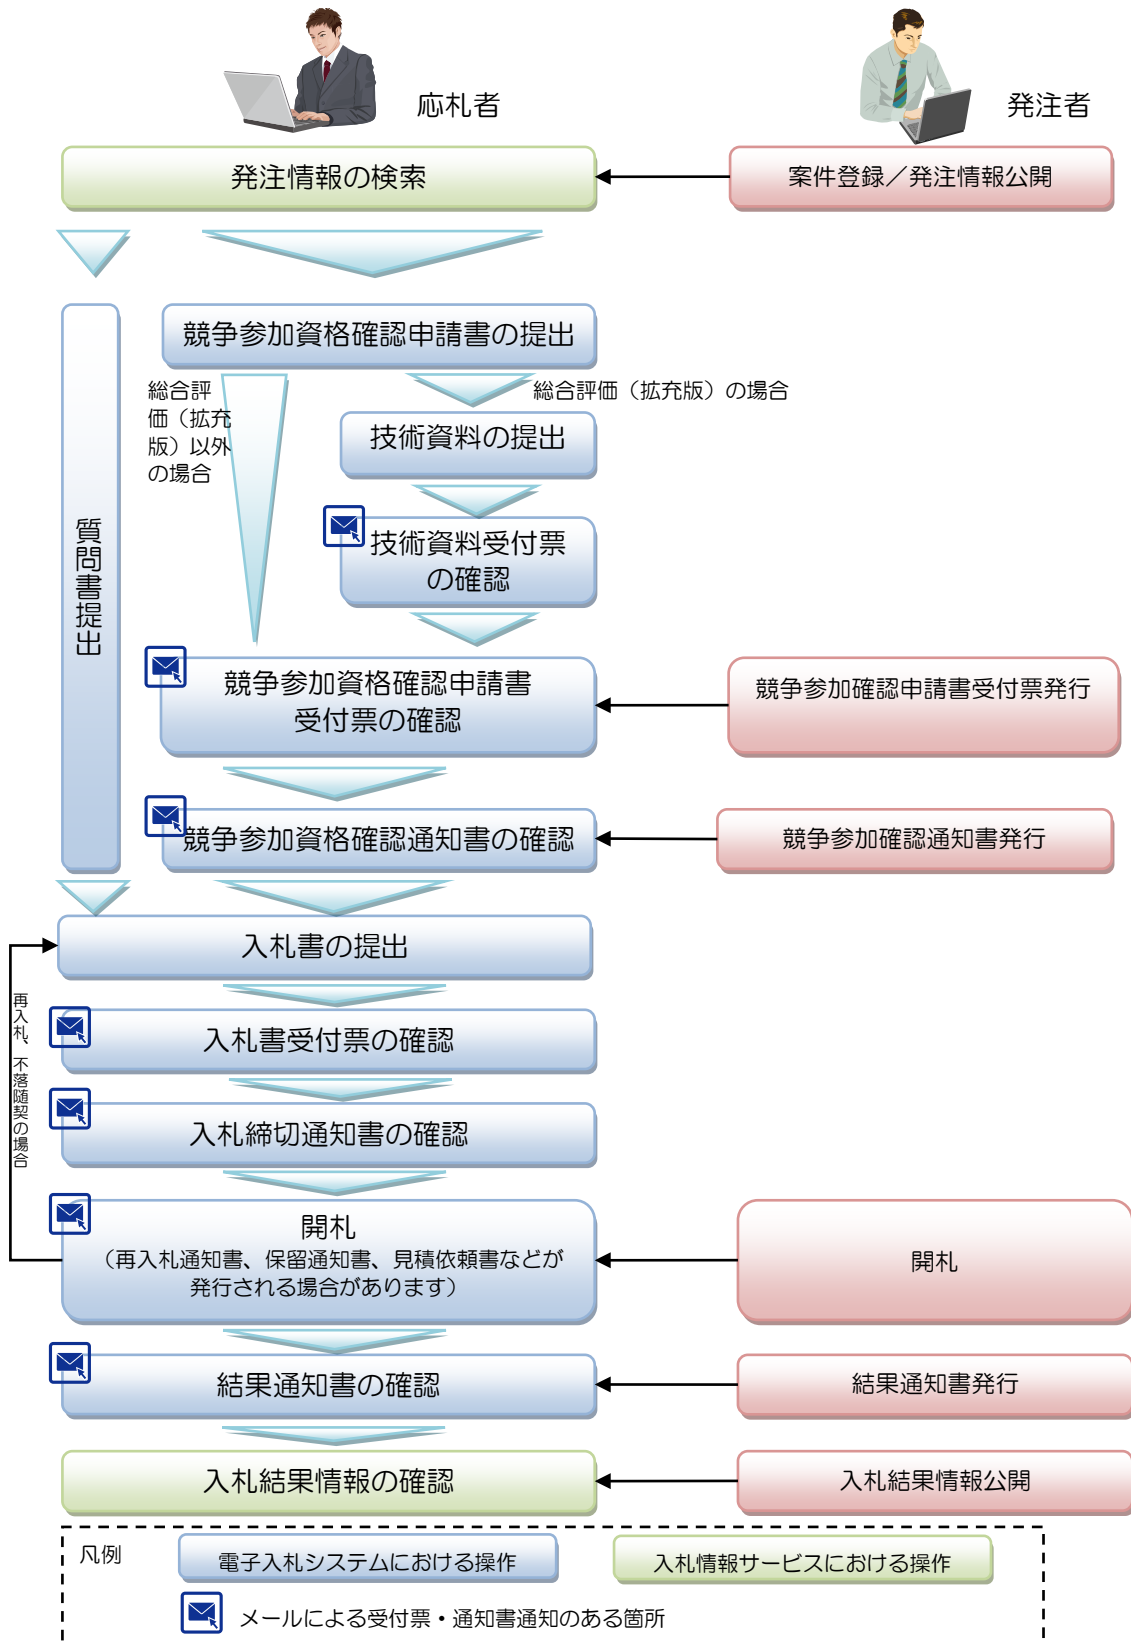 応札者
発注者
発注情報の検索
案件登録／発注情報公開
競争参加資格確認申請書の提出
総合評
価（拡充
版）以外
の場合
総合評価（拡充版）の場合
技術資料の提出
質問書提出
技術資料受付票
の確認
競争参加資格確認申請書
受付票の確認
競争参加確認申請書受付票発行
競争参加資格確認通知書の確認
競争参加確認通知書発行
入札書の提出
再入札、不落随契の場合
入札書受付票の確認
入札締切通知書の確認
開札
（再入札通知書、保留通知書、見積依頼書などが
発行される場合があります）
開札
結果通知書の確認
結果通知書発行
入札結果情報の確認
入札結果情報公開
凡例
電子入札システムにおける操作
入札情報サービスにおける操作
メールによる受付票・通知書通知のある箇所